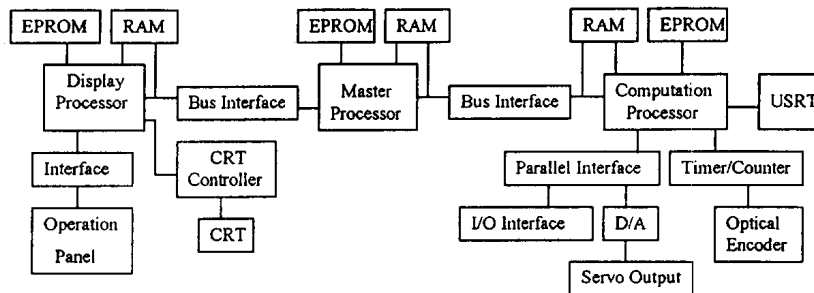 EPROM
RAM
EPROM
RAM
RAM
EPROM
Display
Processor
Bus Interface
Master
Processor
Bus Interface
Computation
Processor
USRT
Interface
CRT
Controller
Parallel Interface
Timer/Counter
Operation
Panel
CRT
I/O Interface
D/A
Optical
Encoder
Servo Output